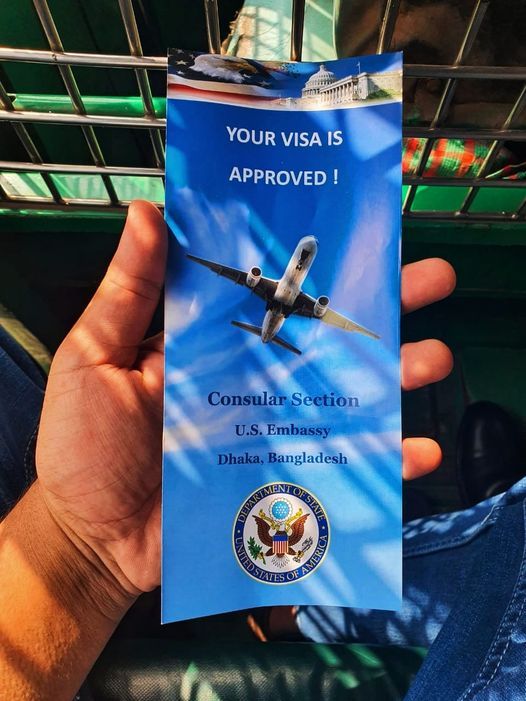 YOUR VISA IS
APPROVED !
Consular Section
U.S. Embassy
Dhaka, Bangladesh
DEPARTMENT OF STATE
UNITED STATES OF AMERICA